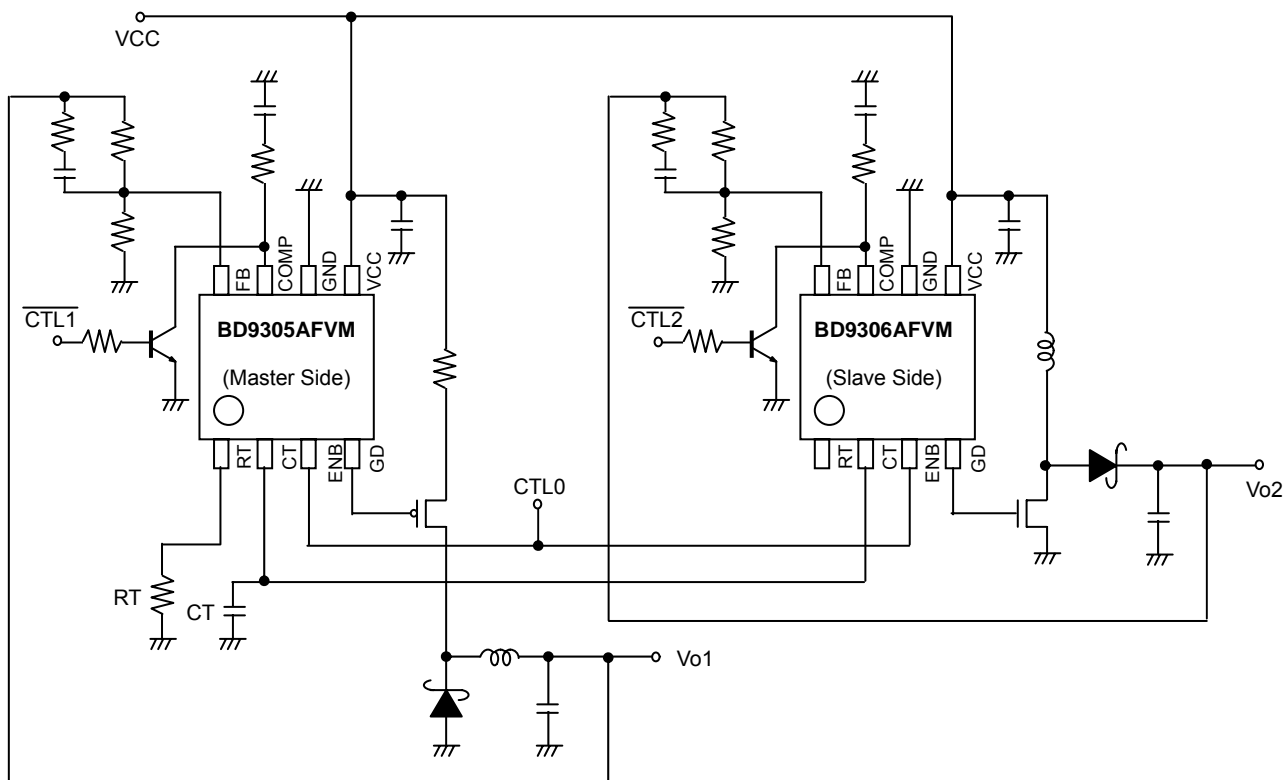 VCC
FB
COMP
GND
VCC
FB
COMP
GND
VCC
CTL1
BD9305AFVM
(Master Side)
CTL2
BD9306AFVM
(Slave Side)
RT
CT
ENB
GD
RT
CT
ENB
GD
CTL0
Vo2
RT
CT
Vo1